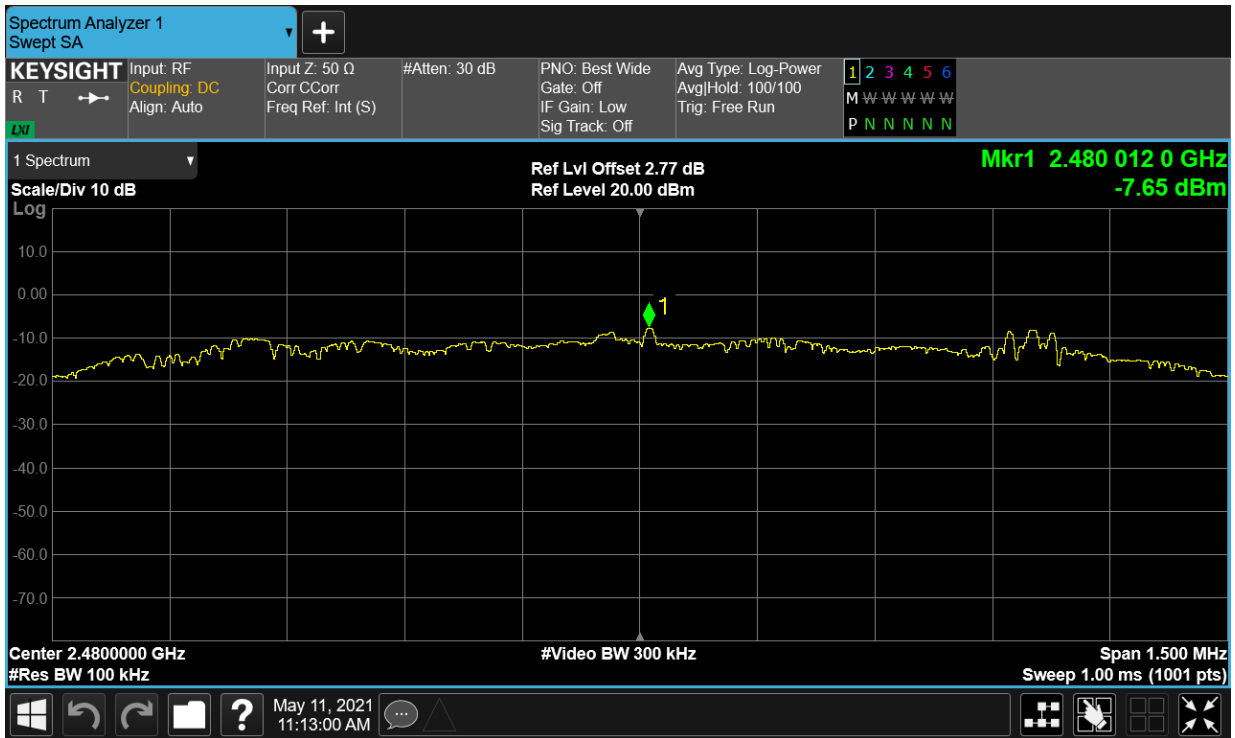 Spectrum Analyzer 1
Swept SA
+
KEYSIGHT
R T
LXI
Input: RF
Coupling: DC
Align: Auto
Input Z: 50 Ω
Corr CCorr
Freq Ref: Int (S)
#Atten: 30 dB
PNO: Best Wide
Gate: Off
IF Gain: Low
Sig Track: Off
Avg Type: Log-Power
Avg|Hold: 100/100
Trig: Free Run
1 2 3 4 5 6
M W W W W W
P N N N N N
1 Spectrum
Scale/Div 10 dB
Log
Ref Lvl Offset 2.77 dB
Ref Level 20.00 dBm
Mkr1 2.480 012 0 GHz
-7.65 dBm
10.0
0.00
-10.0
-20.0
-30.0
-40.0
-50.0
-60.0
-70.0
1
Center 2.4800000 GHz
#Res BW 100 kHz
#Video BW 300 kHz
Span 1.500 MHz
Sweep 1.00 ms (1001 pts)
?
May 11, 2021
11:13:00 AM